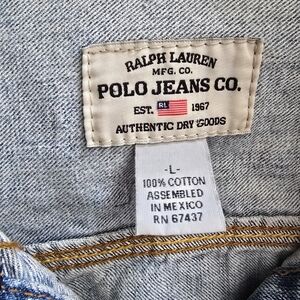 RALPH LAUREN
MFG. CO.
POLO JEANS CO.
EST. RL 1967
AUTHENTIC DRY GOODS
-L-
100% COTTON
ASSEMBLED
IN MEXICO
RN 67437